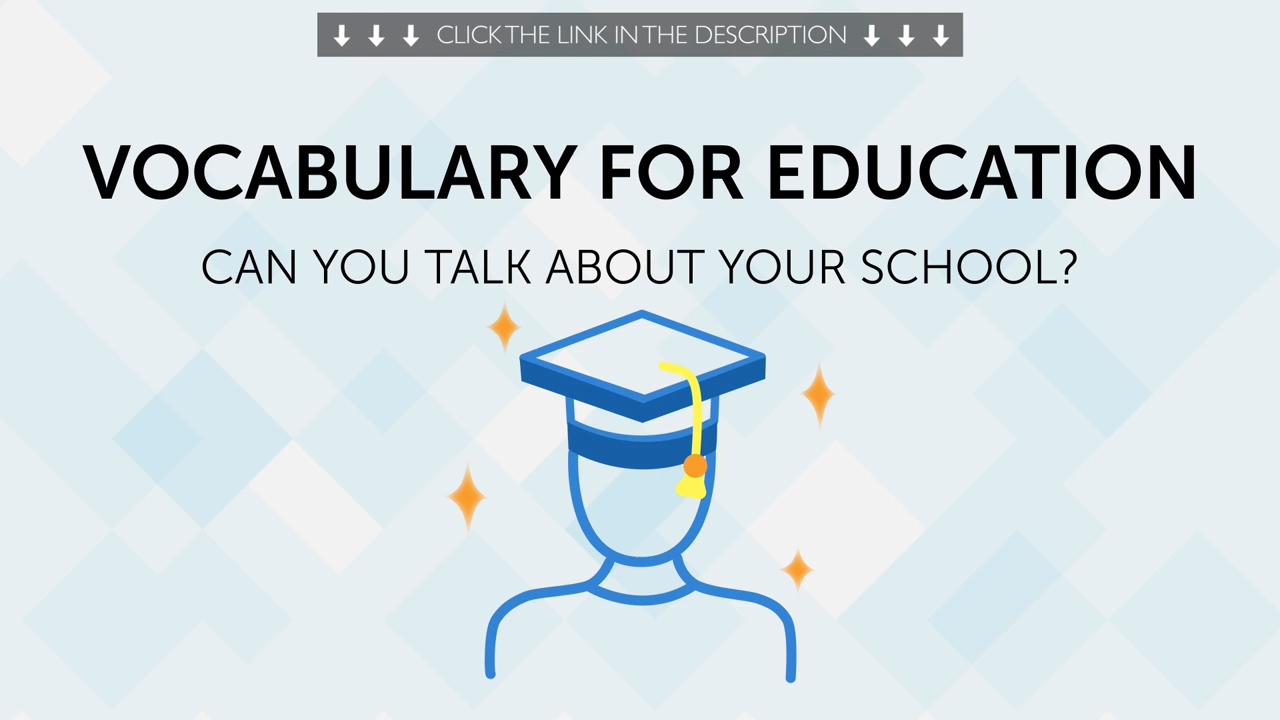 CLICK THE LINK IN THE DESCRIPTION
VOCABULARY FOR EDUCATION
CAN YOU TALK ABOUT YOUR SCHOOL?